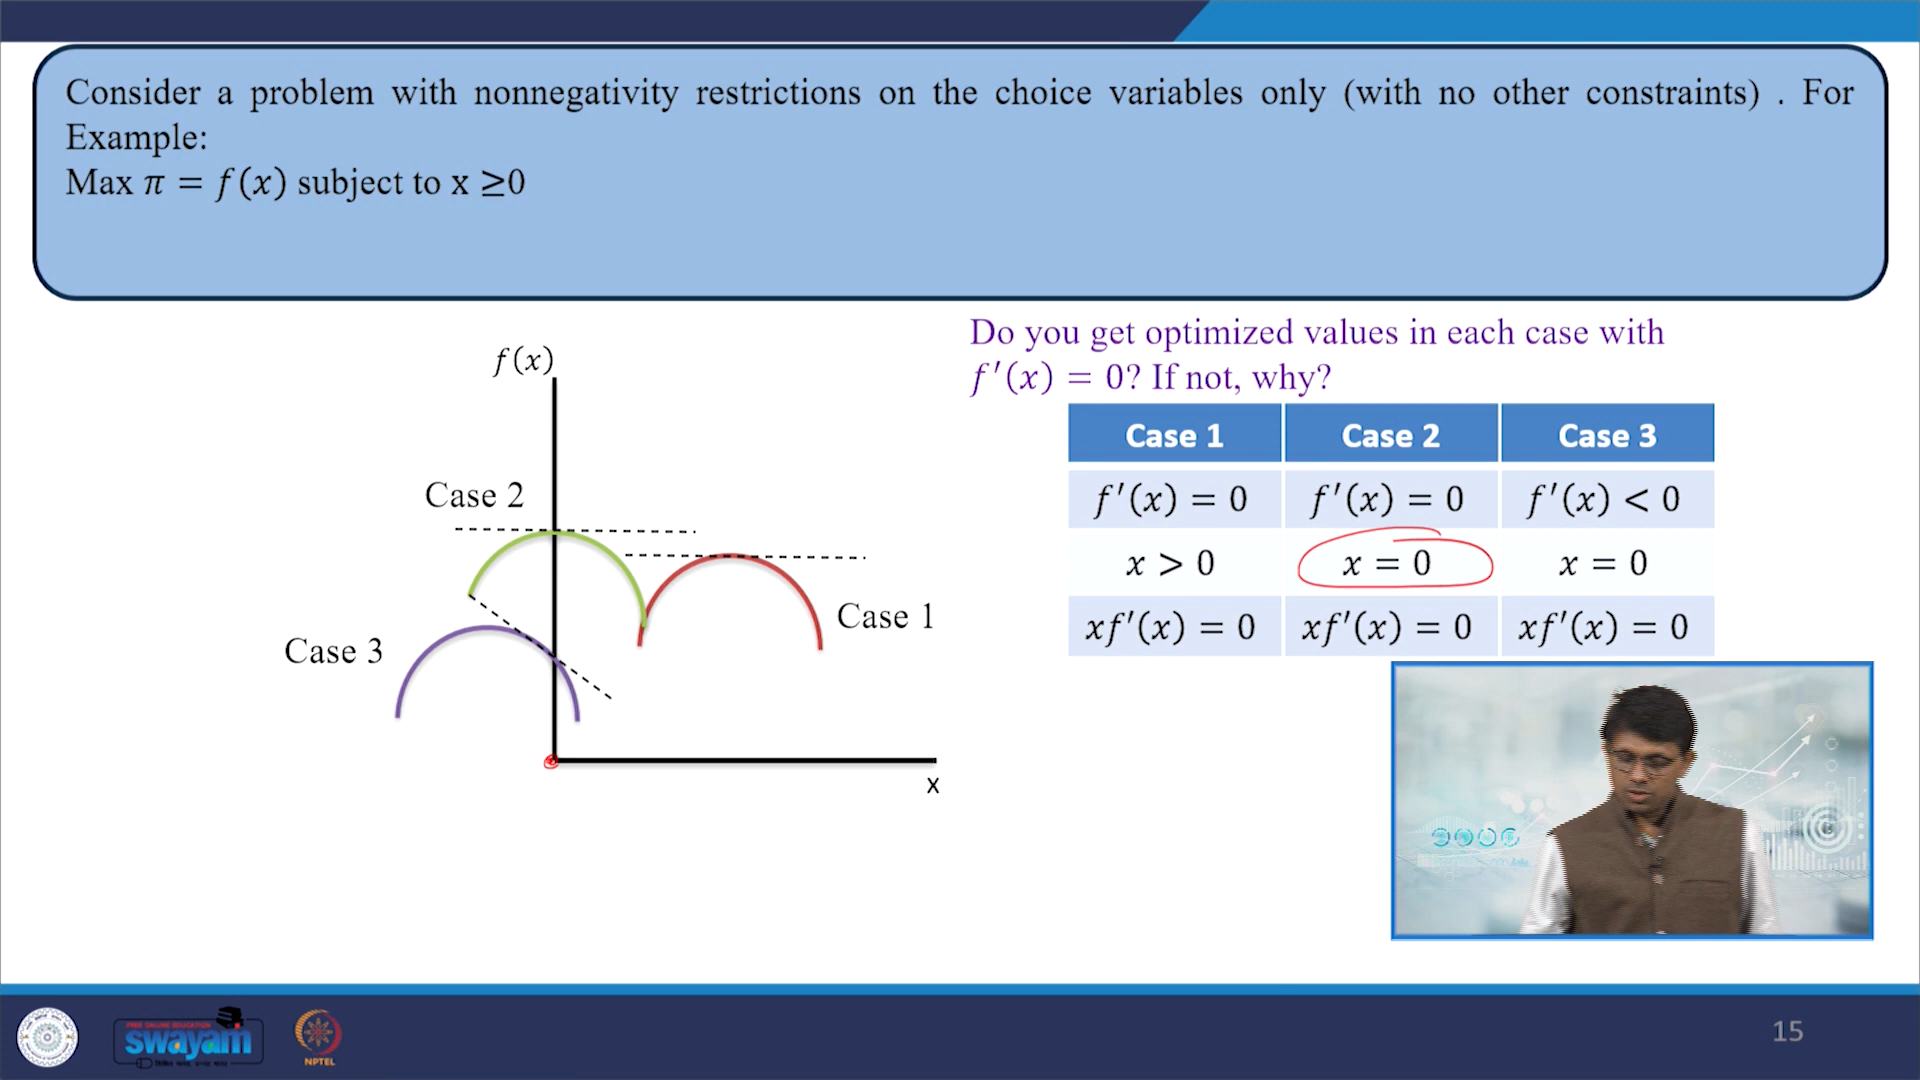 Consider a problem with nonnegativity restrictions on the choice variables only (with no other constraints) . For
Example:
Max π = f(x) subject to x ≥0
Do you get optimized values in each case with
f′(x) = 0? If not, why?
f(x)
Case 2
Case 1
Case 3
x
Case 1 Case 2 Case 3
f′(x) = 0 f′(x) = 0 f′(x) < 0
x > 0 x = 0 x = 0
xf′(x) = 0 xf′(x) = 0 xf′(x) = 0
FREE ONLINE EDUCATION
swayam
NPTEL
15